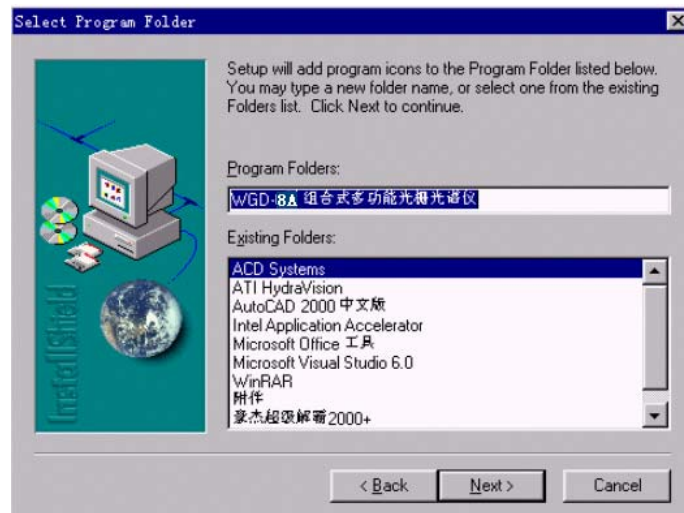 Select Program Folder
Setup will add program icons to the Program Folder listed below.
You may type a new folder name, or select one from the existing
Folders list. Click Next to continue.
Program Folders:
WGD-8A 组合式多功能光栅光谱仪
Existing Folders:
ACD Systems
ATI HydraVision
AutoCAD 2000 中文版
Intel Application Accelerator
Microsoft Office 工具
Microsoft Visual Studio 6.0
WinRAR
附件
豪杰超级解霸2000+
InstallShield
< Back
Next >
Cancel